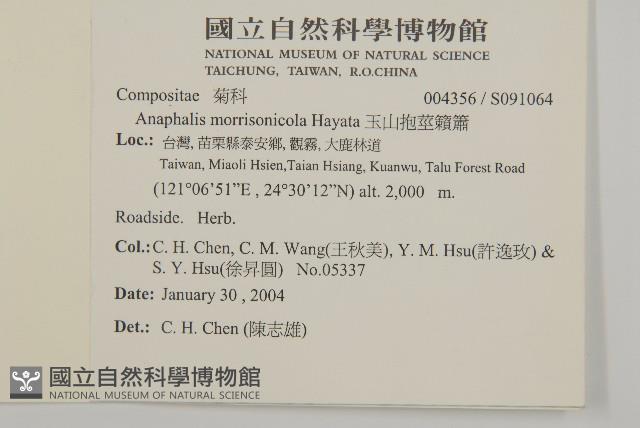 國立自然科學博物館
NATIONAL MUSEUM OF NATURAL SCIENCE
TAICHUNG, TAIWAN, R.O.CHINA
Compositae 菊科 004356 / S091064
Anaphalis morrisonicola Hayata 玉山抱莖籟簫
Loc.: 台灣, 苗栗縣泰安鄉, 觀霧, 大鹿林道
Taiwan, Miaoli Hsien,Taian Hsiang, Kuanwu, Talu Forest Road
(121°06’51”E , 24°30’12”N) alt. 2,000 m.
Roadside. Herb.
Col.: C. H. Chen, C. M. Wang(王秋美), Y. M. Hsu(許逸玫) &
S. Y. Hsu(徐昇圓) No.05337
Date: January 30 , 2004
Det.: C. H. Chen (陳志雄)
國立自然科學博物館
NATIONAL MUSEUM OF NATURAL SCIENCE